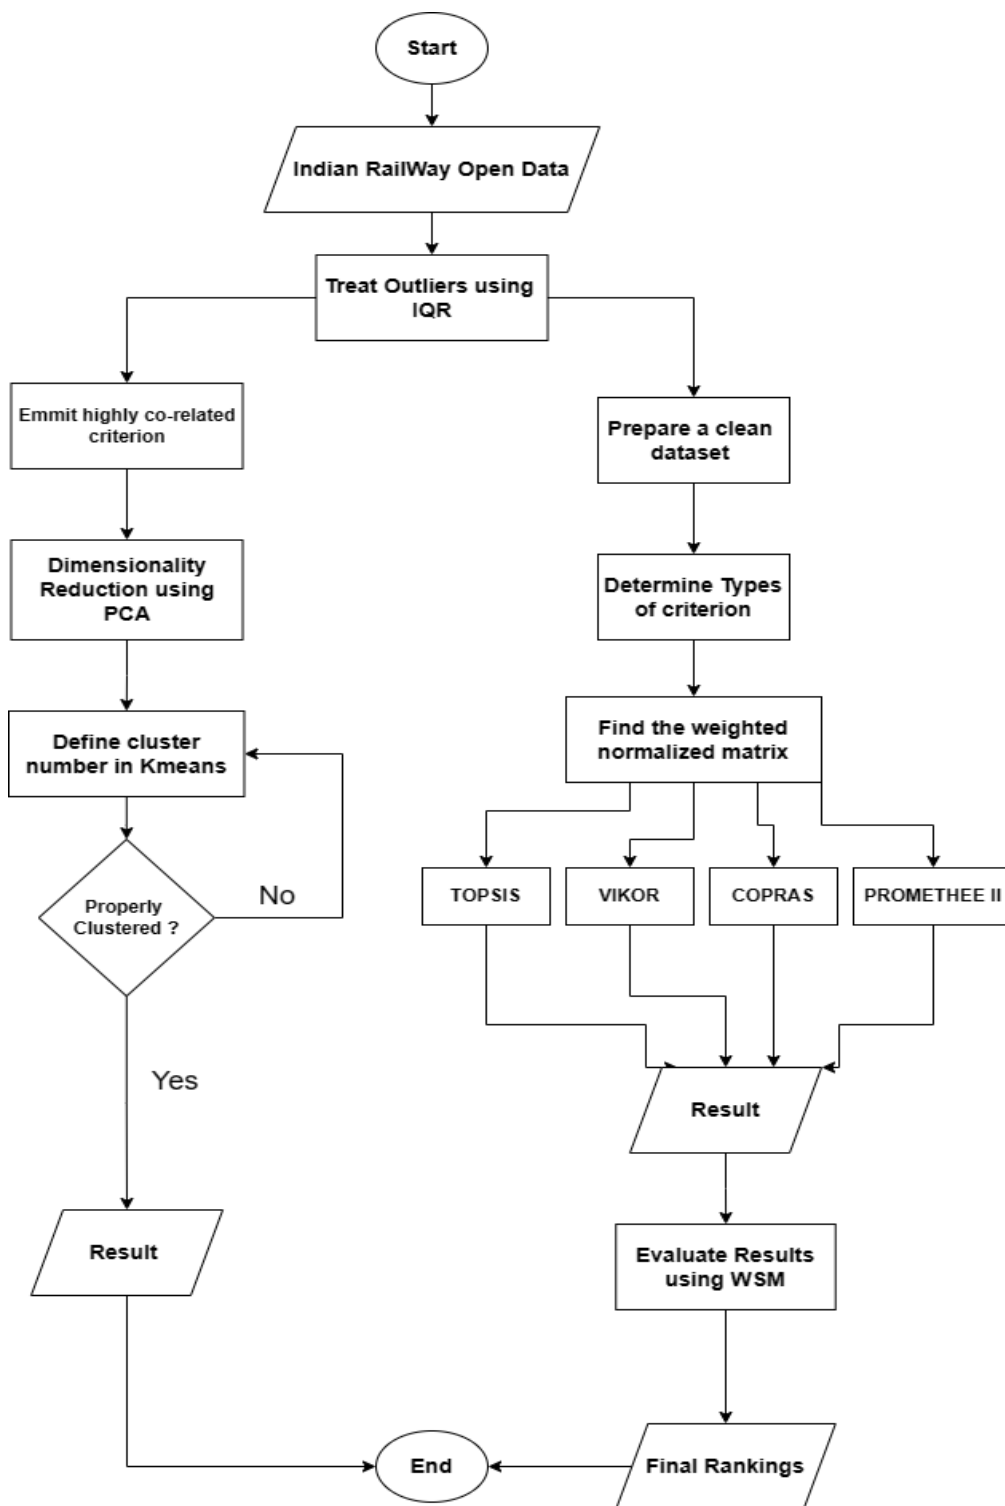 Start
Indian RailWay Open Data
Treat Outliers using
IQR
Emmit highly co-related
criterion
Prepare a clean
dataset
Dimensionality
Reduction using
PCA
Determine Types
of criterion
Define cluster
number in Kmeans
Find the weighted
normalized matrix
Properly
Clustered ?
No
TOPSIS
VIKOR
COPRAS
PROMETHEE II
Yes
Result
Result
Evaluate Results
using WSM
End
Final Rankings